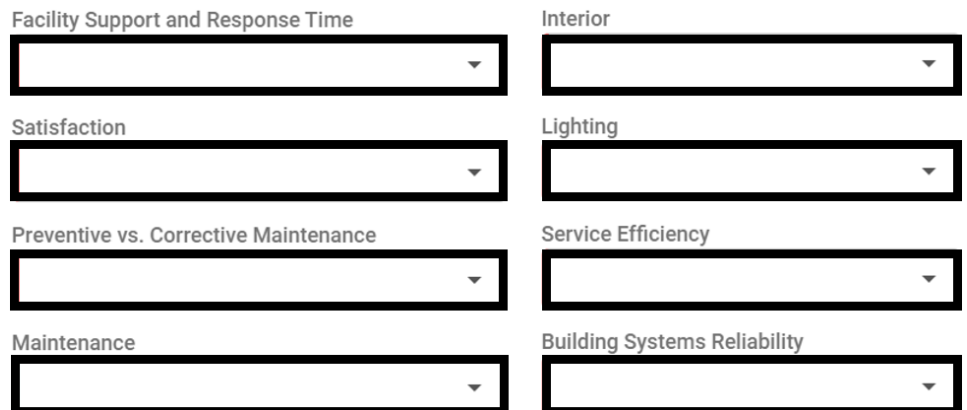 Facility Support and Response Time
Interior
Satisfaction
Lighting
Preventive vs. Corrective Maintenance
Service Efficiency
Maintenance
Building Systems Reliability